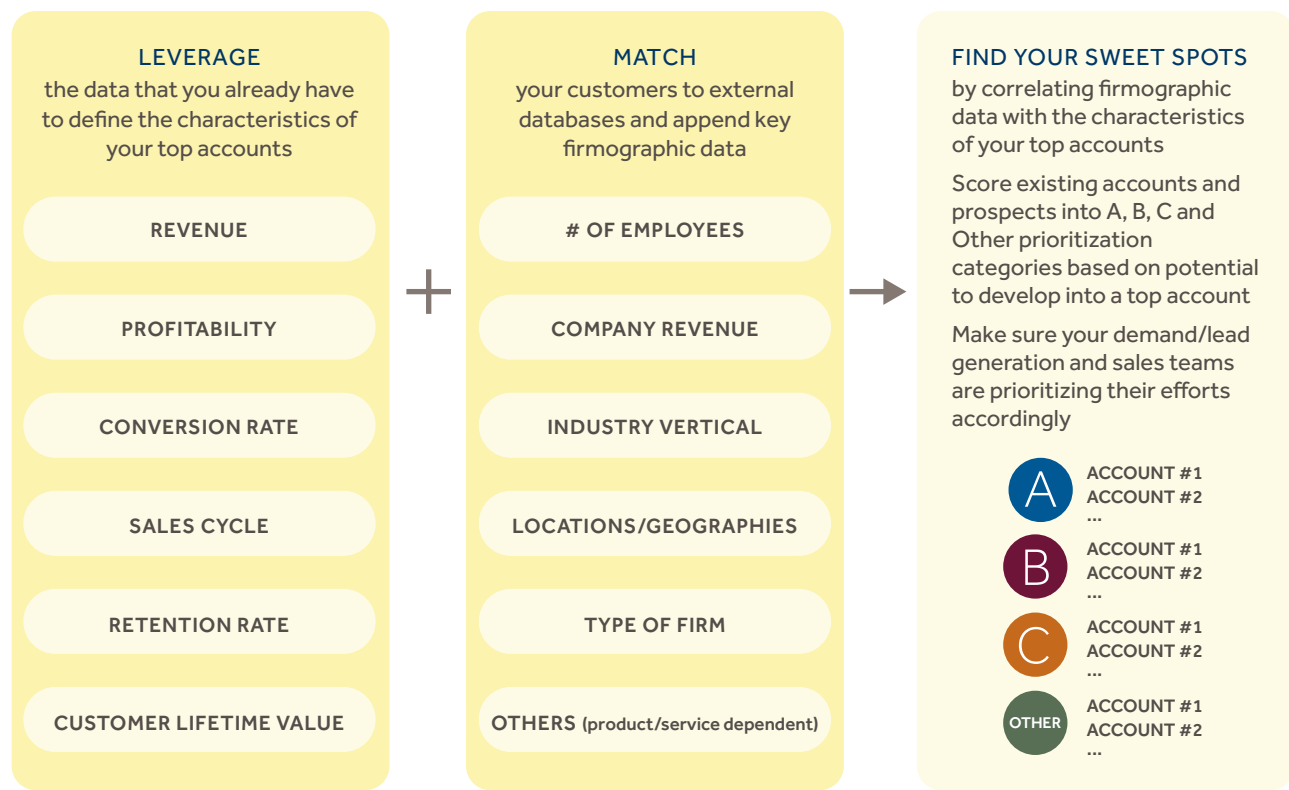 LEVERAGE
the data that you already have
to define the characteristics of
your top accounts
REVENUE
PROFITABILITY
CONVERSION RATE
SALES CYCLE
RETENTION RATE
CUSTOMER LIFETIME VALUE
+
MATCH
your customers to external
databases and append key
firmographic data
# OF EMPLOYEES
COMPANY REVENUE
INDUSTRY VERTICAL
LOCATIONS/GEOGRAPHIES
TYPE OF FIRM
OTHERS (product/service dependent)
FIND YOUR SWEET SPOTS
by correlating firmographic
data with the characteristics
of your top accounts
Score existing accounts and
prospects into A, B, C and
Other prioritization
categories based on potential
to develop into a top account
Make sure your demand/lead
generation and sales teams
are prioritizing their efforts
accordingly
A
ACCOUNT #1
ACCOUNT #2
...
B
ACCOUNT #1
ACCOUNT #2
...
C
ACCOUNT #1
ACCOUNT #2
...
OTHER
ACCOUNT #1
ACCOUNT #2
...